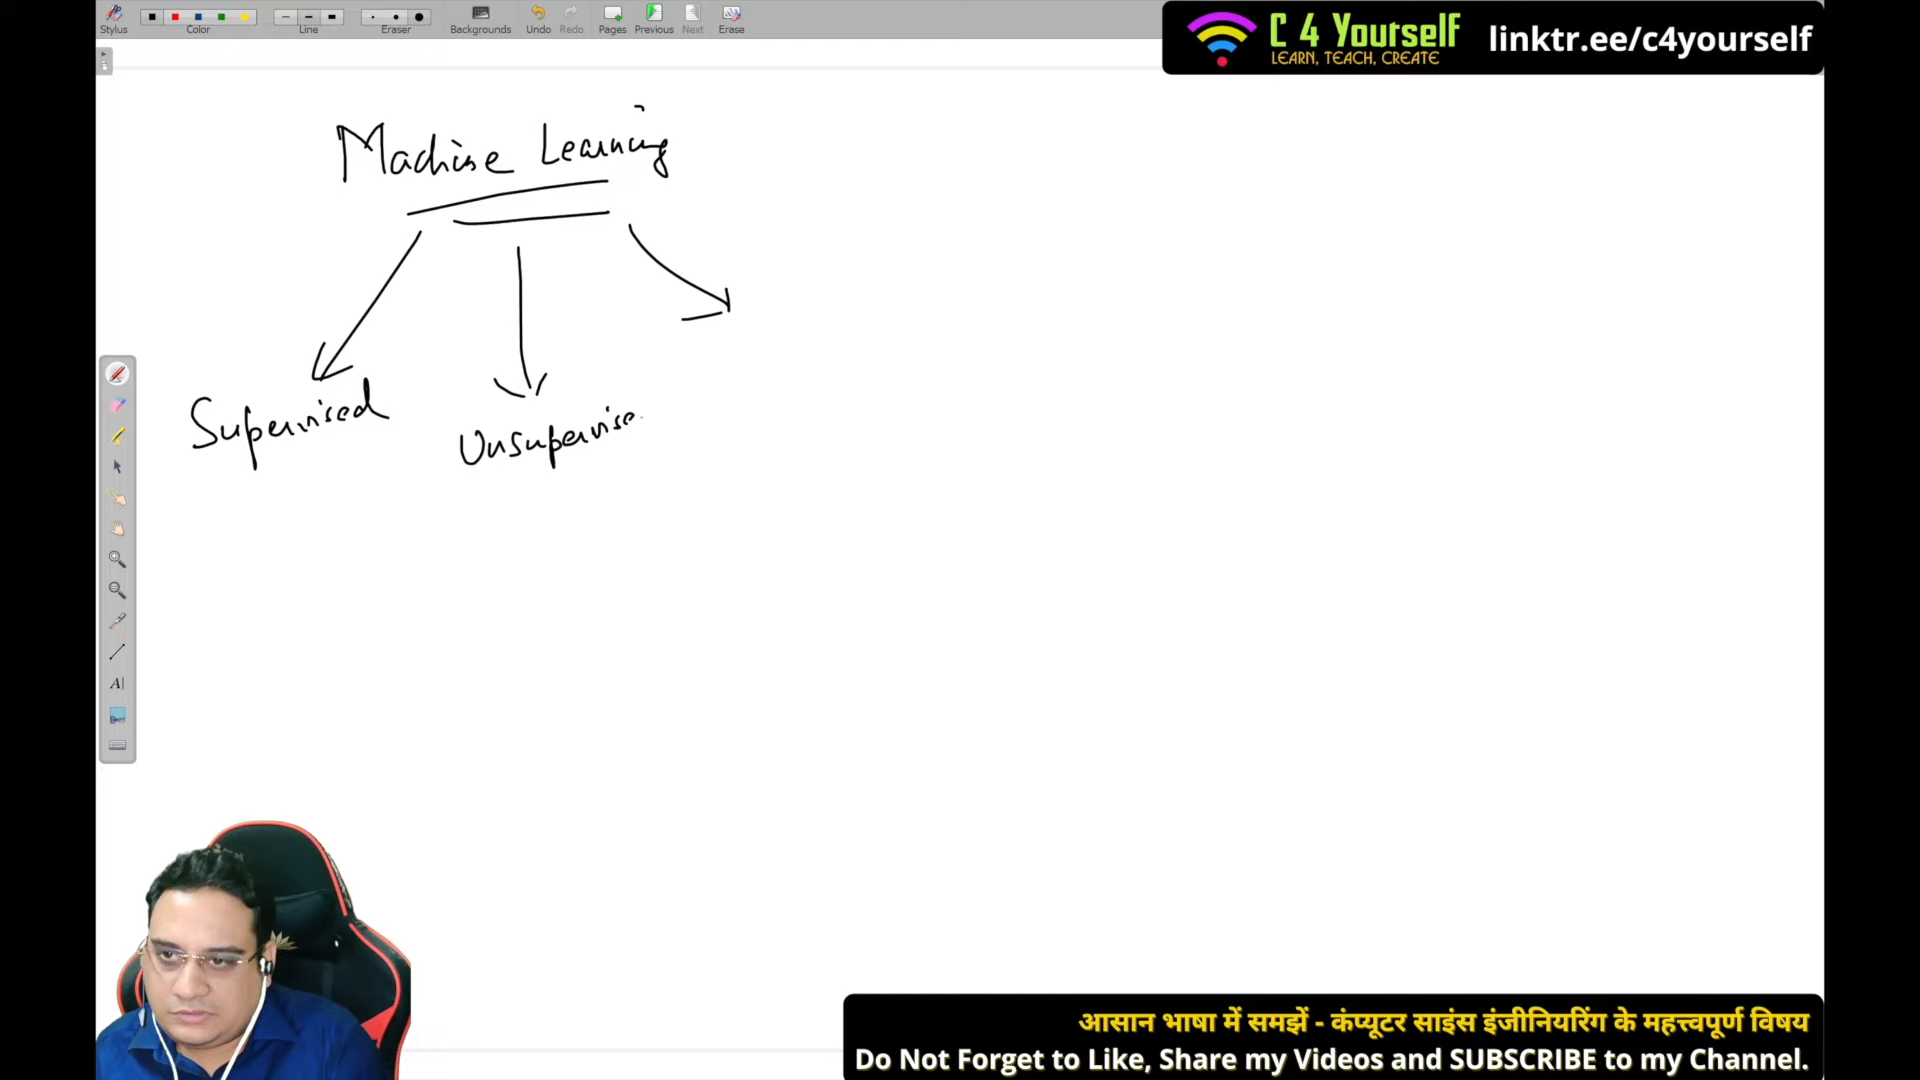 Stylus
Color
Line
Eraser
Backgrounds
Undo
Redo
Pages
Previous
Next
Erase
C 4 Yourself
LEARN, TEACH, CREATE
linktr.ee/c4yourself
Machine Learning
Supervised
Unsupervise
A
आसान भाषा में समझें - कंप्यूटर साइंस इंजीनियरिंग के महत्त्वपूर्ण विषय
Do Not Forget to Like, Share my Videos and SUBSCRIBE to my Channel.